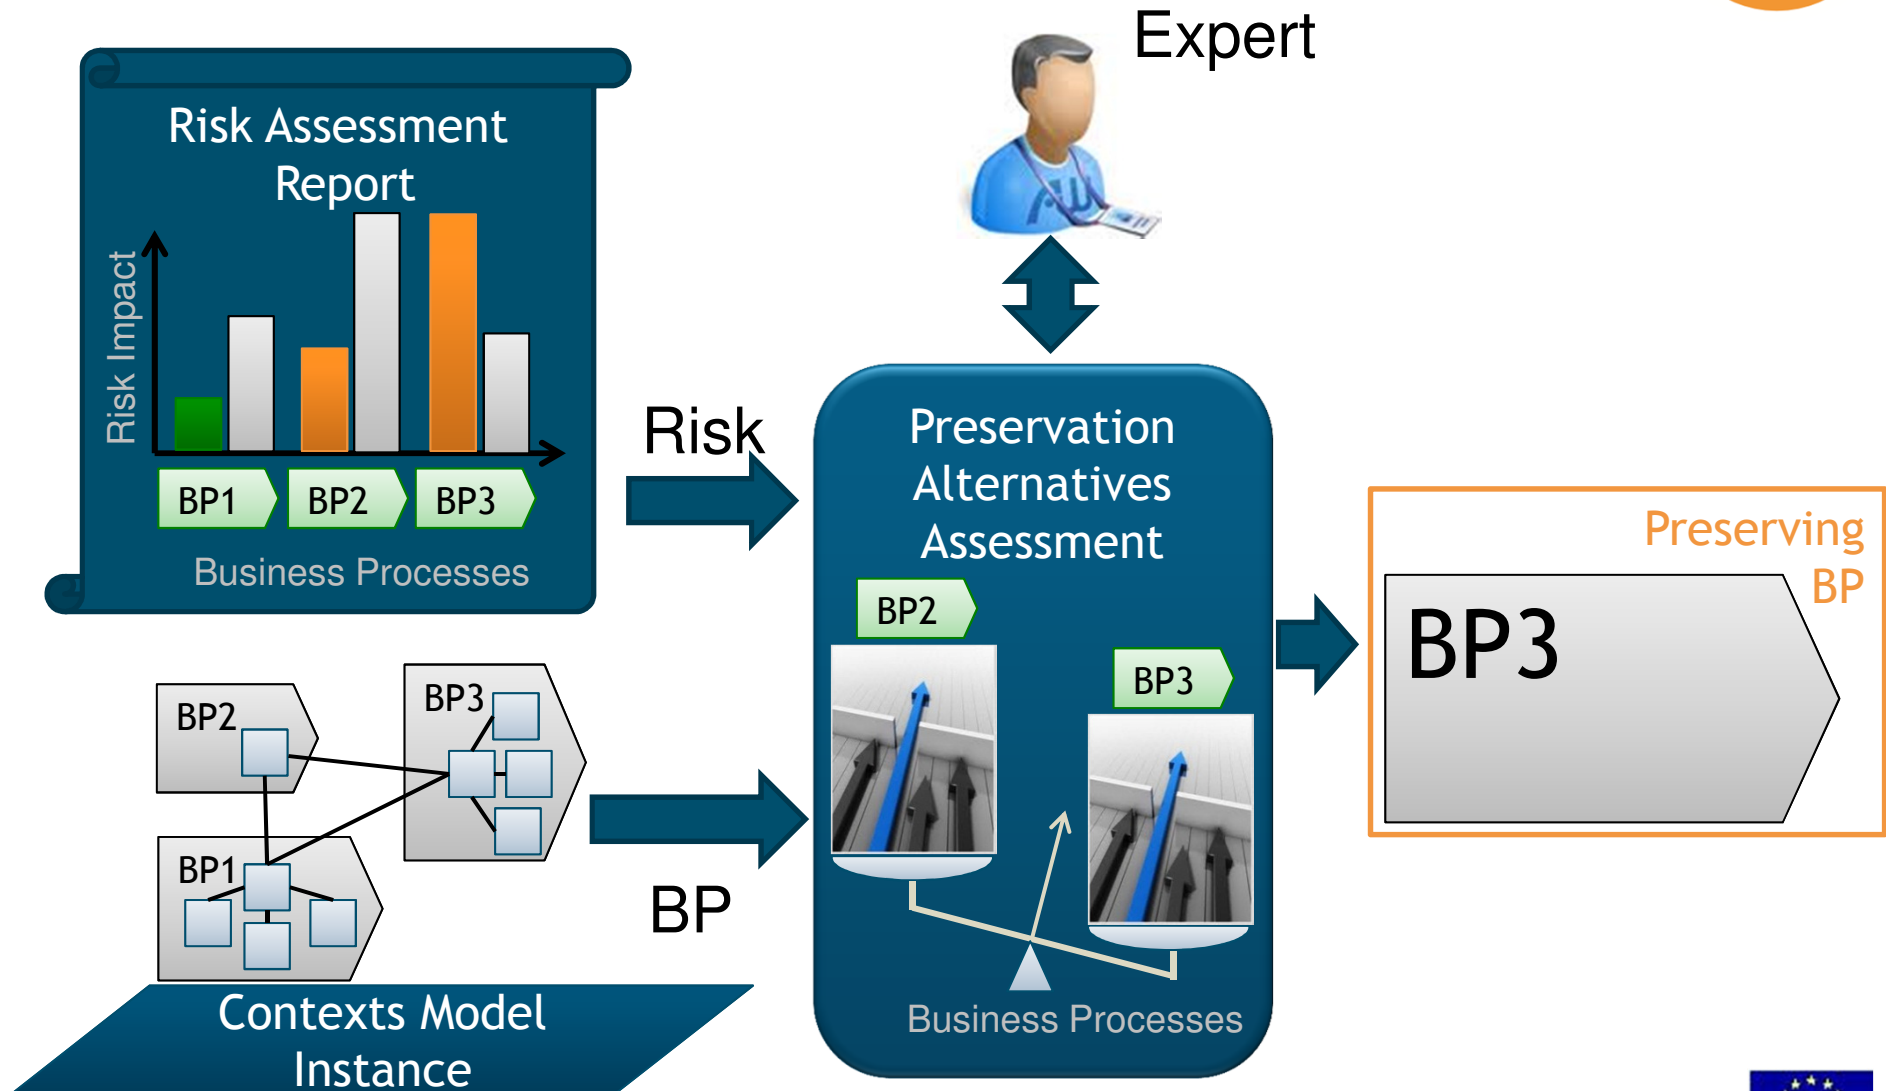 Expert
Risk Assessment
Report
Risk Impact
BP1
BP2
BP3
Business Processes
Risk
Preservation
Alternatives
Assessment
BP2
BP3
Business Processes
Preserving
BP
BP3
BP2
BP3
BP1
BP
Contexts Model
Instance